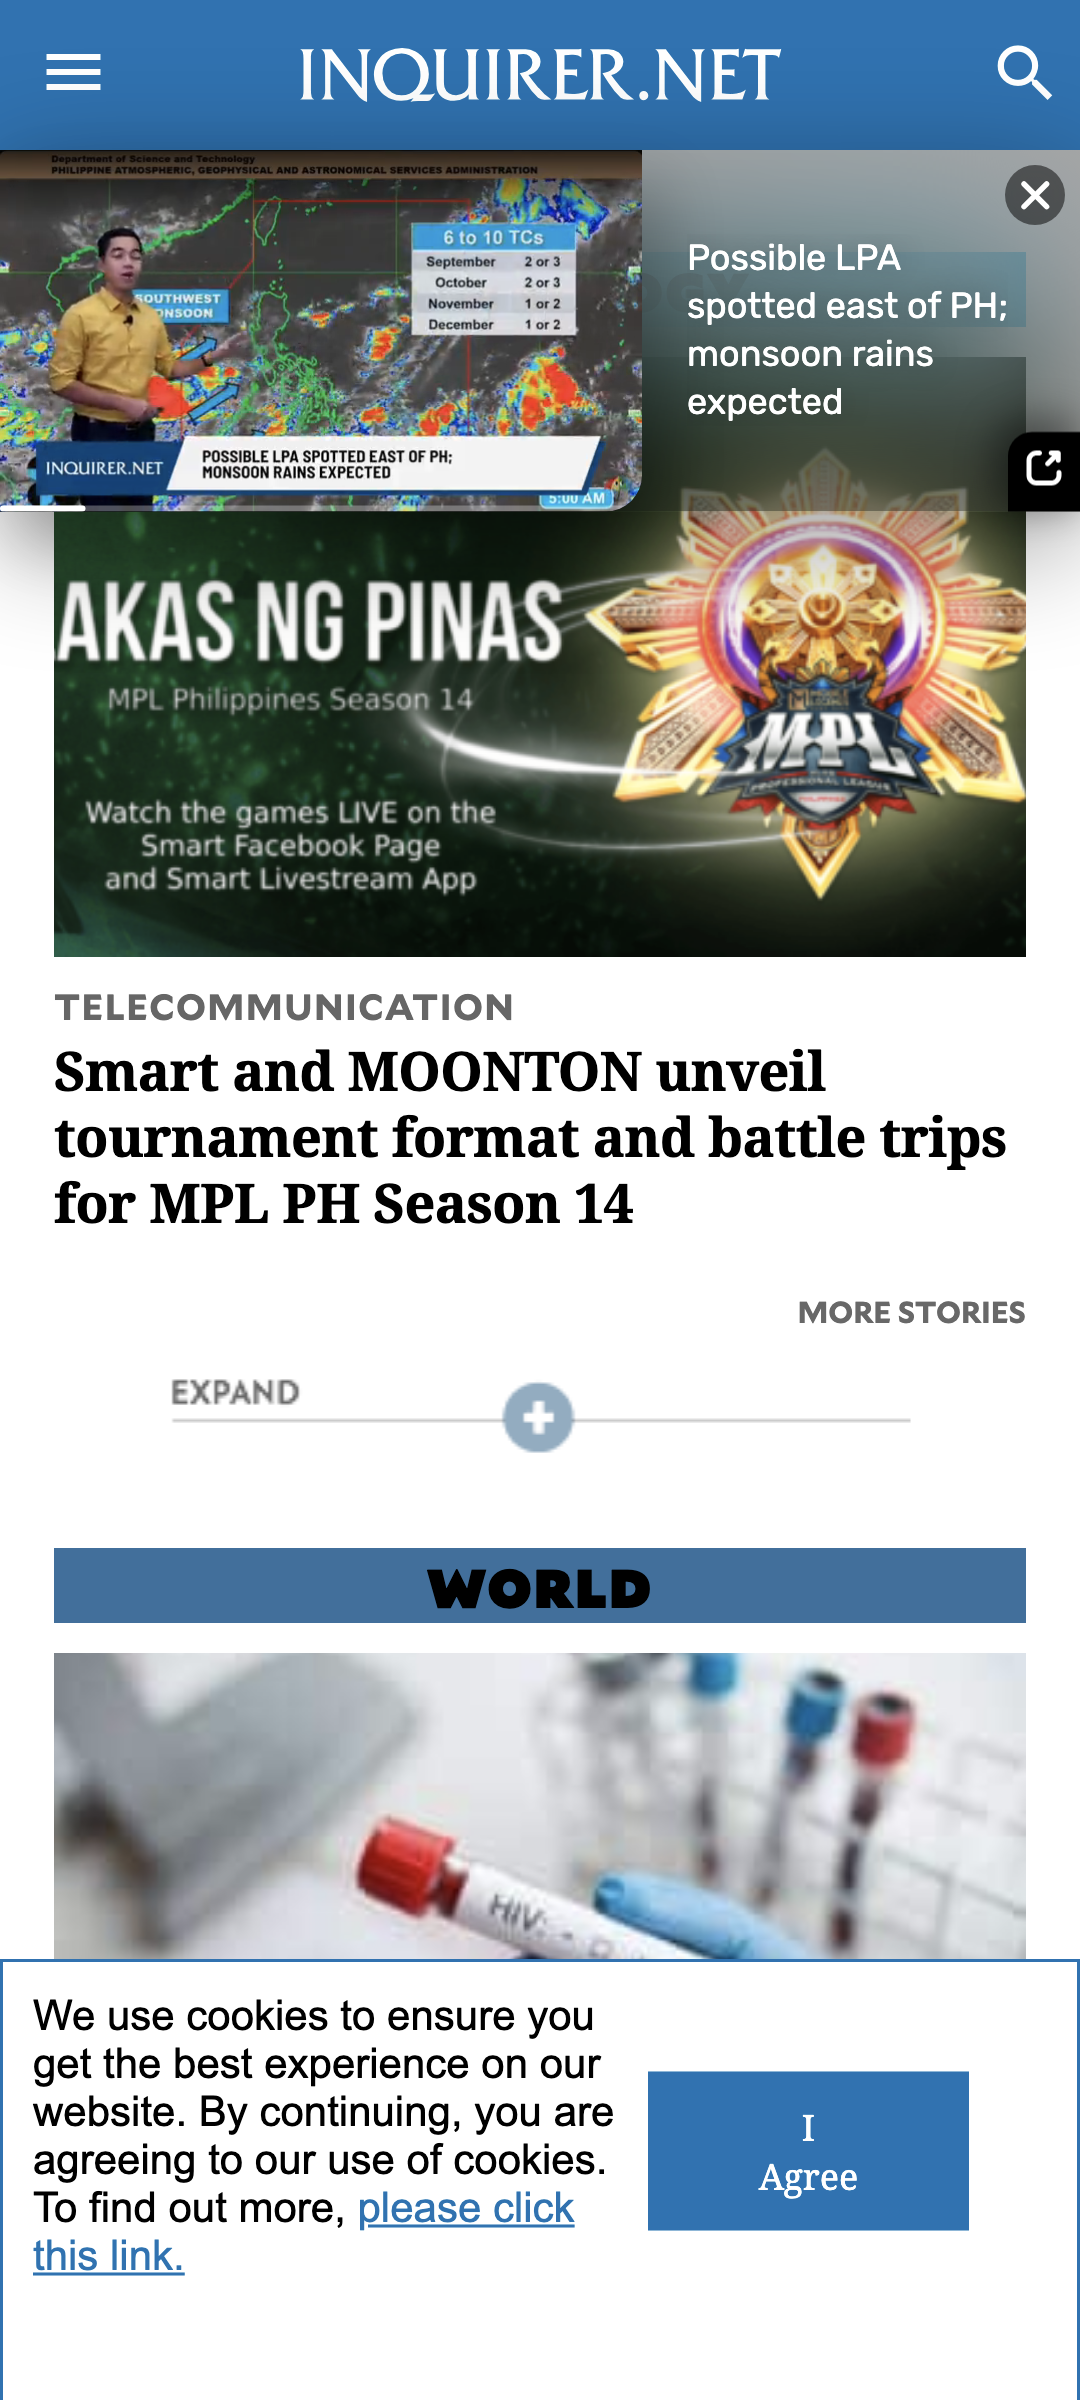 INQUIRER.NET
Department of Science and Technology
PHILIPPINE ATMOSPHERIC, GEOPHYSICAL AND ASTRONOMICAL SERVICES ADMINISTRATION
6 to 10 TCs
September 2 or 3
October 2 or 3
November 1 or 2
December 1 or 2
SOUTHWEST
ONSOON
INQUIRER.NET
POSSIBLE LPA SPOTTED EAST OF PH;
MONSOON RAINS EXPECTED
5:00 AM
Possible LPA
spotted east of PH;
monsoon rains
expected
AKAS NG PINAS
MPL Philippines Season 14
Watch the games LIVE on the
Smart Facebook Page
and Smart Livestream App
MPL
PROFESSIONAL LEAGUE
TELECOMMUNICATION
Smart and MOONTON unveil
tournament format and battle trips
for MPL PH Season 14
MORE STORIES
EXPAND
WORLD
HIV:
We use cookies to ensure you
get the best experience on our
website. By continuing, you are
agreeing to our use of cookies.
To find out more, please click
this link.
I
Agree